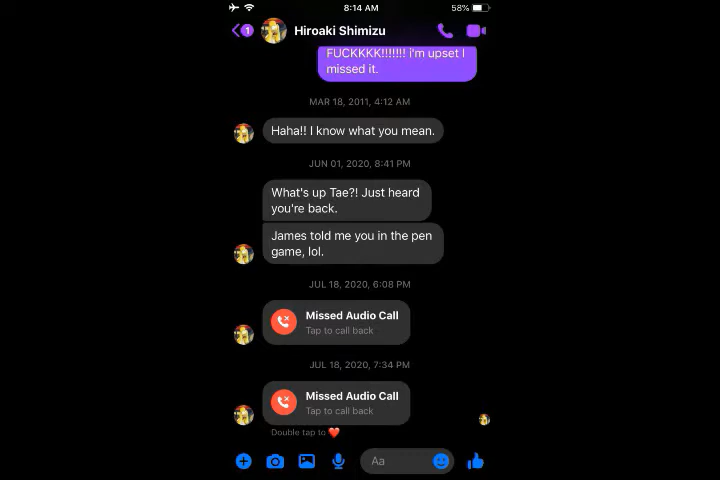 8:14 AM
58%
1
Hiroaki Shimizu
FUCKKKK!!!!!!! i'm upset I
missed it.
MAR 18, 2011, 4:12 AM
Haha!! I know what you mean.
JUN 01, 2020, 8:41 PM
What's up Tae?! Just heard
you're back.
James told me you in the pen
game, lol.
JUL 18, 2020, 6:08 PM
Missed Audio Call
Tap to call back
JUL 18, 2020, 7:34 PM
Missed Audio Call
Tap to call back
Double tap to ❤️
Aa